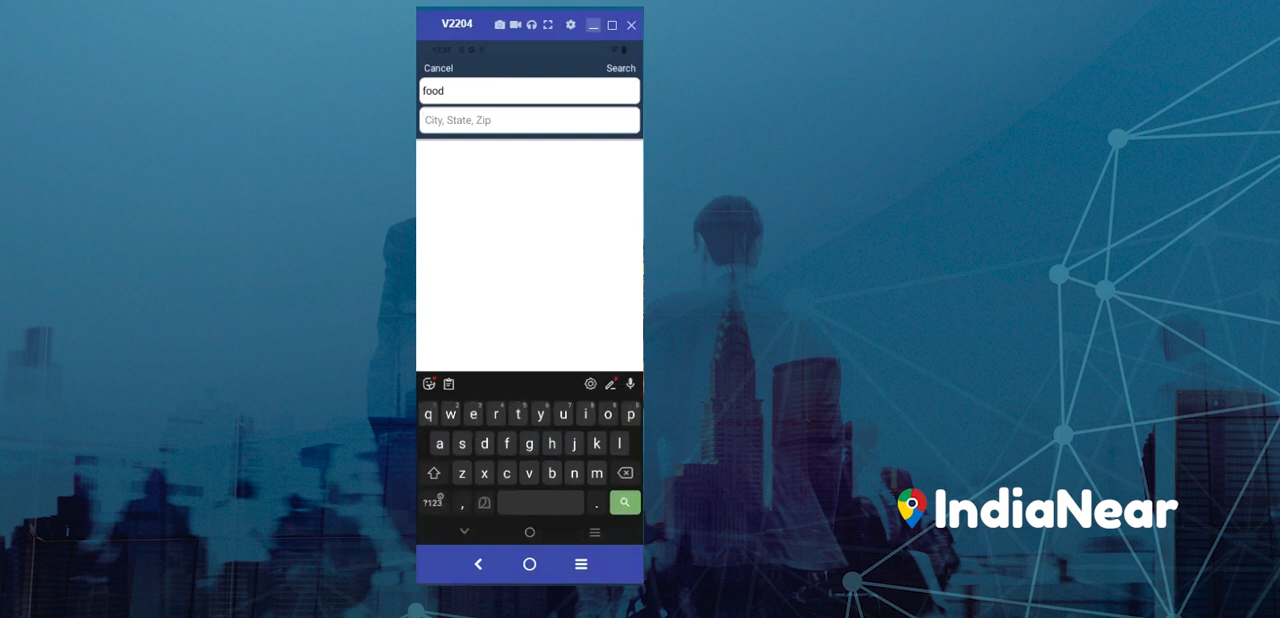 V2204
Cancel
Search
food
City, State, Zip
q w e r t y u i o p
a s d f g h j k l
z x c v b n m
?123 , .
IndiaNear